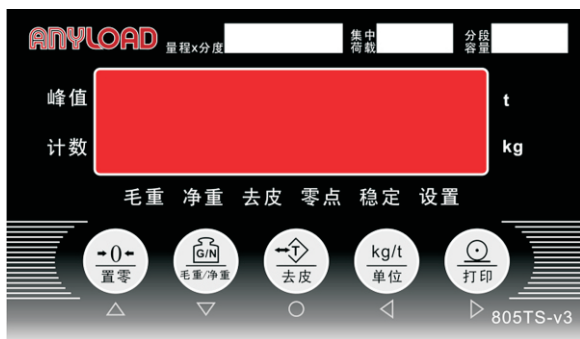 ANYLOAD 量程x分度 集中荷载 分段容量
峰值 t
计数 kg
毛重 净重 去皮 零点 稳定 设置
→0← G/N →T← kg/t
置零 毛重/净重 去皮 单位 打印
805TS-v3